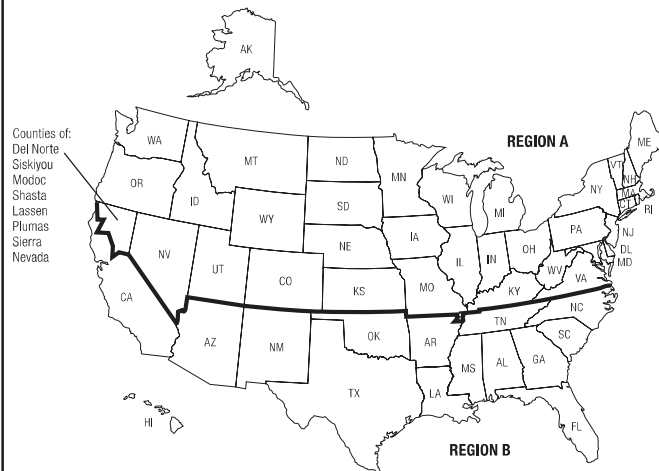 AK
REGION A
Counties of:
Del Norte
Siskiyou
Modoc
Shasta
Lassen
Plumas
Sierra
Nevada
WA
MT
ND
MN
ME
VT
NH
MA
CT
RI
OR
ID
WY
SD
WI
MI
NY
NE
IA
PA
NJ
DL
MD
NV
UT
CO
KS
MO
IL
IN
OH
WV
VA
KY
CA
AZ
NM
OK
AR
TN
NC
SC
TX
LA
MS
AL
GA
FL
HI
REGION B